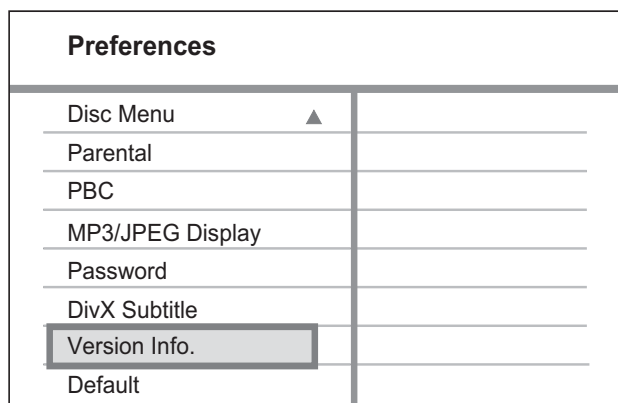 Preferences
Disc Menu
Parental
PBC
MP3/JPEG Display
Password
DivX Subtitle
Version Info.
Default